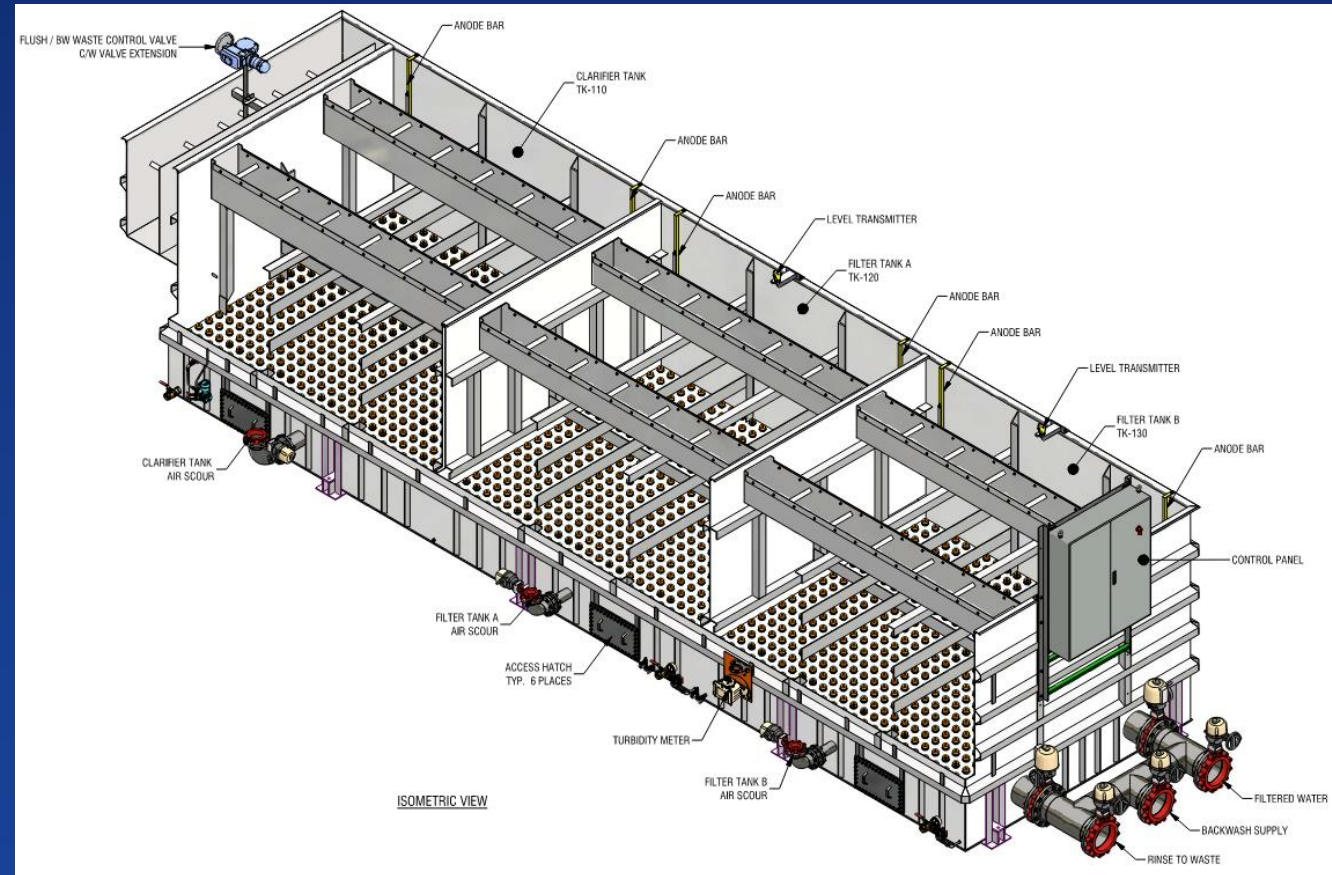 FLUSH / BW WASTE CONTROL VALVE
C/W VALVE EXTENSION
ANODE BAR
CLARIFIER TANK
TK-110
ANODE BAR
ANODE BAR
LEVEL TRANSMITTER
FILTER TANK A
TK-120
ANODE BAR
ANODE BAR
LEVEL TRANSMITTER
FILTER TANK B
TK-130
ANODE BAR
CONTROL PANEL
CLARIFIER TANK
AIR SCOUR
FILTER TANK A
AIR SCOUR
ACCESS HATCH
TYP. 6 PLACES
TURBIDITY METER
FILTER TANK B
AIR SCOUR
ISOMETRIC VIEW
FILTERED WATER
BACKWASH SUPPLY
RINSE TO WASTE